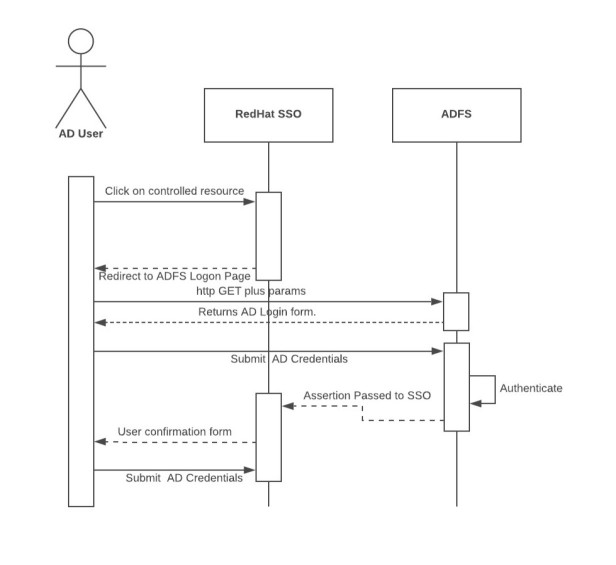 AD User
RedHat SSO
ADFS
Click on controlled resource
Redirect to ADFS Logon Page
http GET plus params
Returns AD Login form.
Submit  AD Credentials
Authenticate
Assertion Passed to SSO
User confirmation form
Submit  AD Credentials